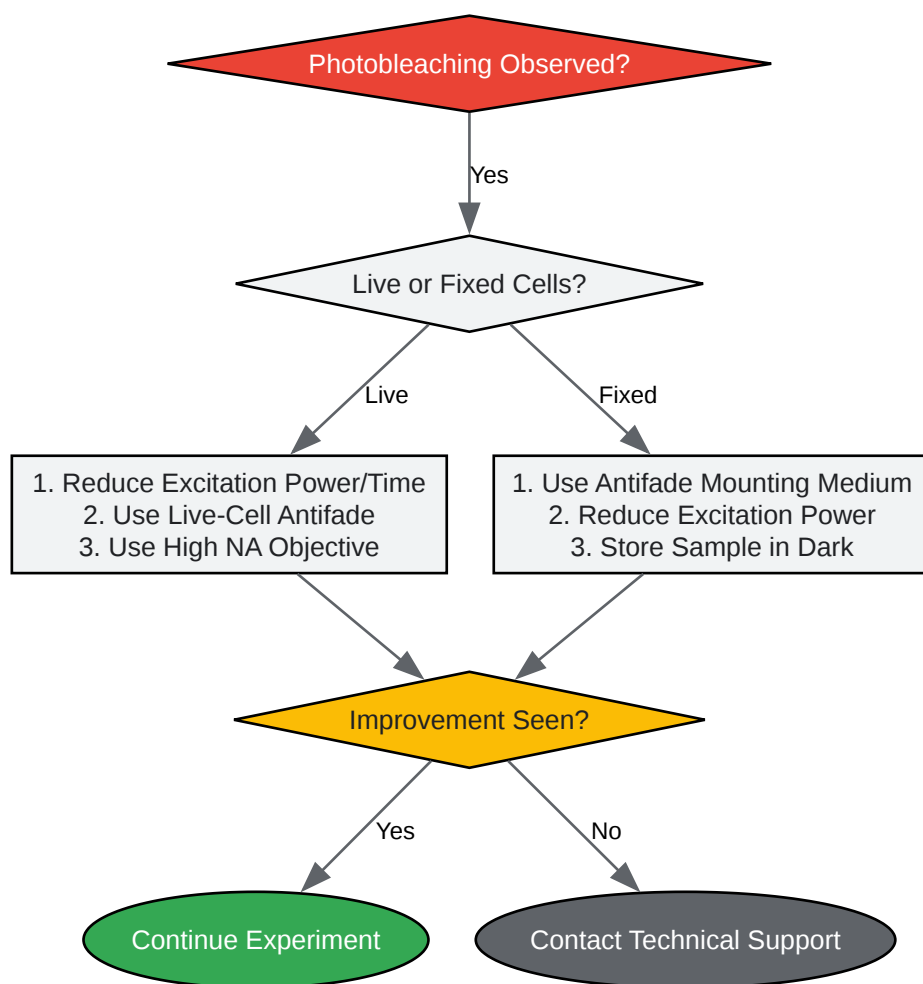 Photobleaching Observed?
Yes
Live or Fixed Cells?
Live
Fixed
1. Reduce Excitation Power/Time
2. Use Live-Cell Antifade
3. Use High NA Objective
1. Use Antifade Mounting Medium
2. Reduce Excitation Power
3. Store Sample in Dark
Improvement Seen?
Yes
No
Continue Experiment
Contact Technical Support